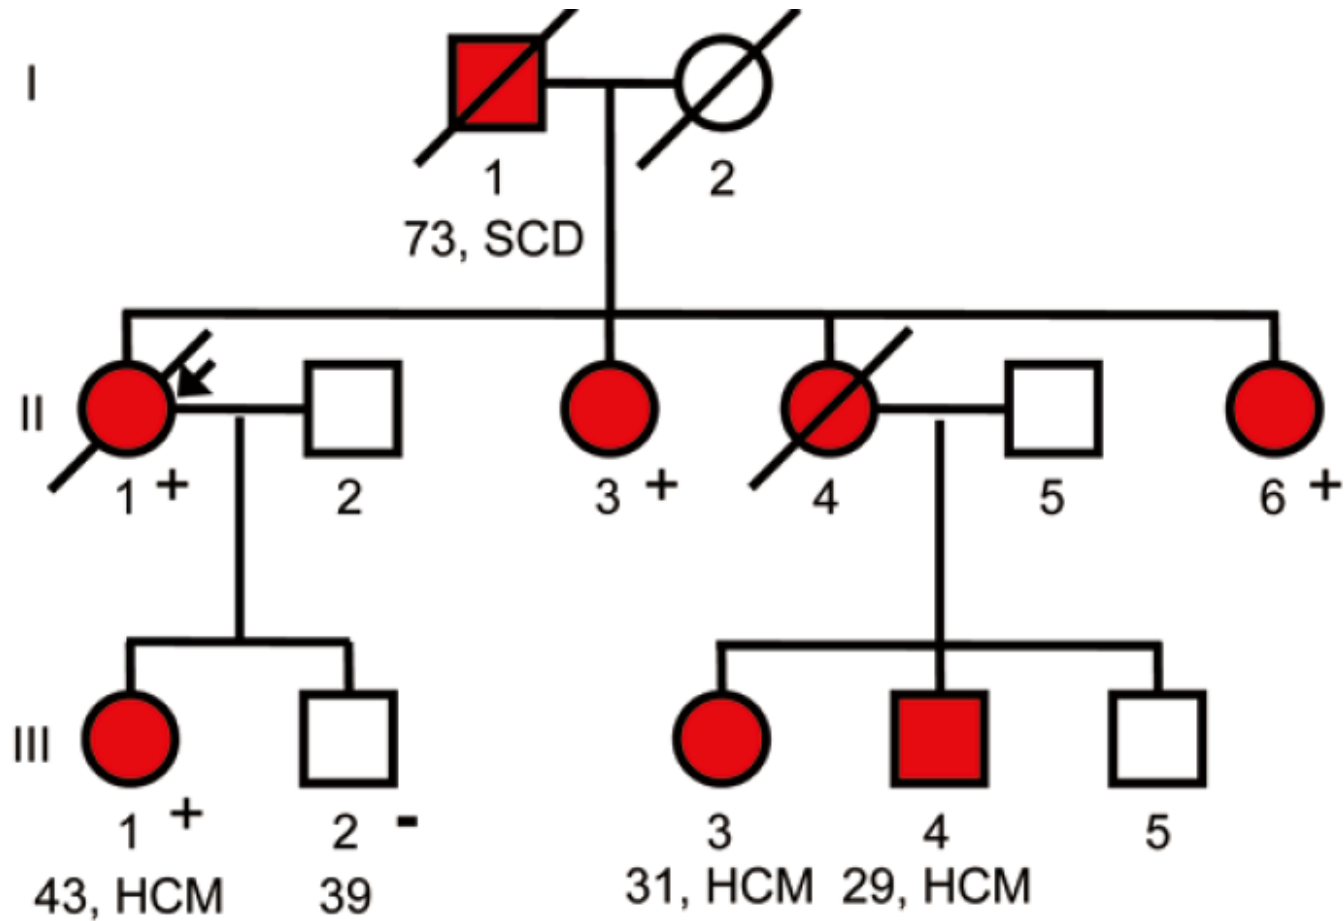 I
1 2
73, SCD
II
1 + 2 3 + 4 5 6 +
III
1 + 2 - 3 4 5
43, HCM 39 31, HCM 29, HCM